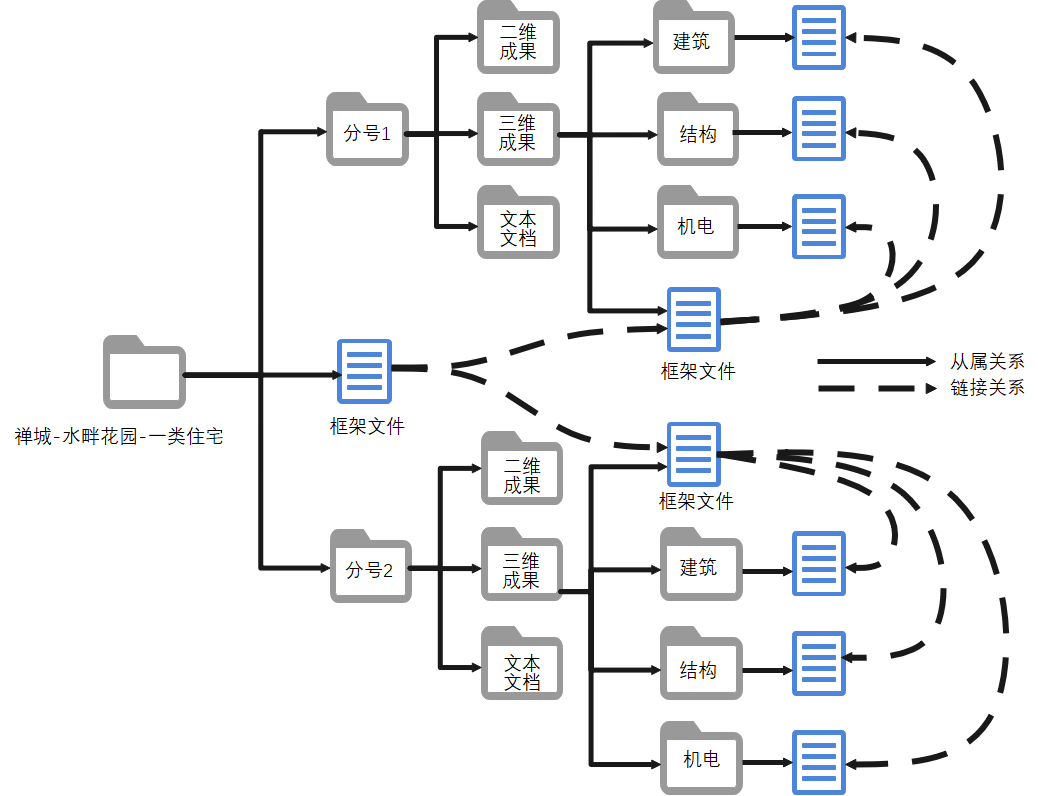 二维
成果
建筑
分号1
三维
成果
结构
文本
文档
机电
框架文件
从属关系
链接关系
禅城-水畔花园-一类住宅
框架文件
框架文件
二维
成果
分号2
三维
成果
建筑
文本
文档
结构
机电